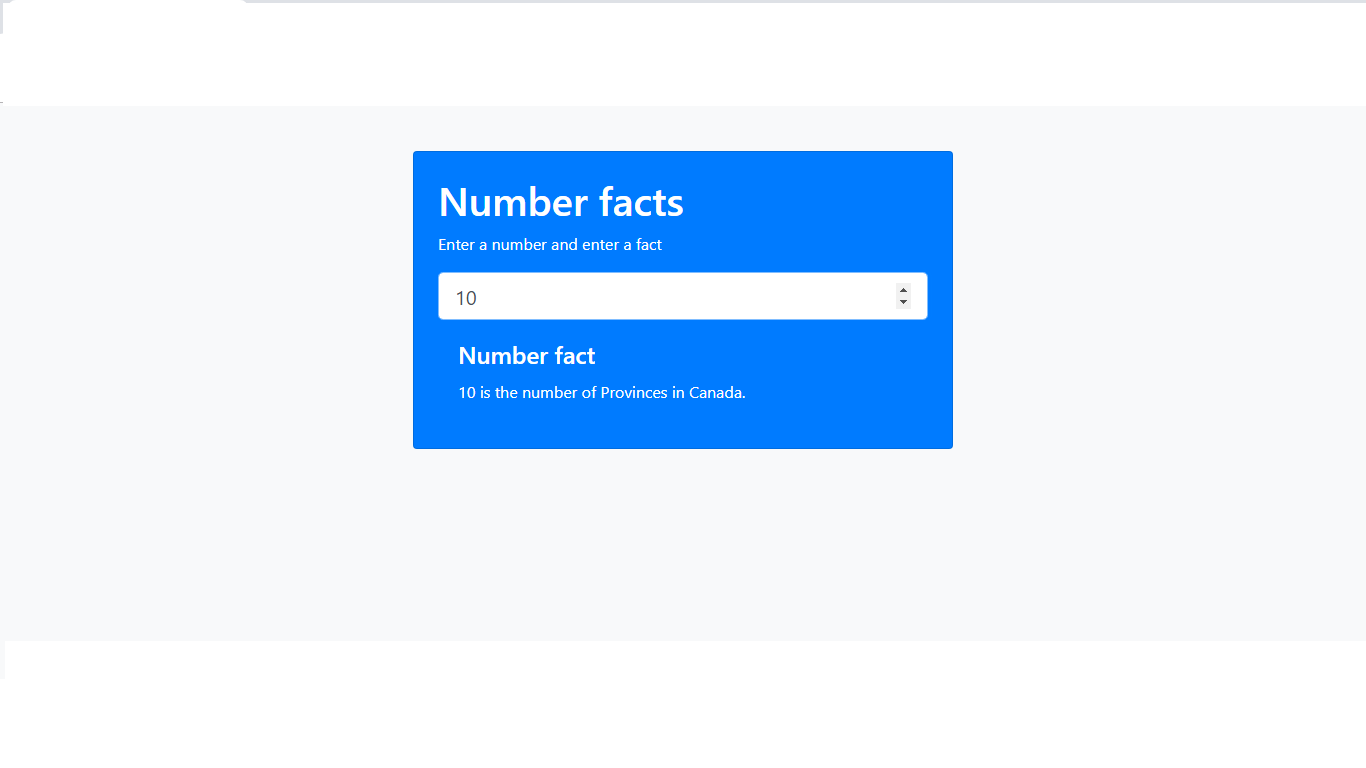 Number facts
Enter a number and enter a fact
10
Number fact
10 is the number of Provinces in Canada.